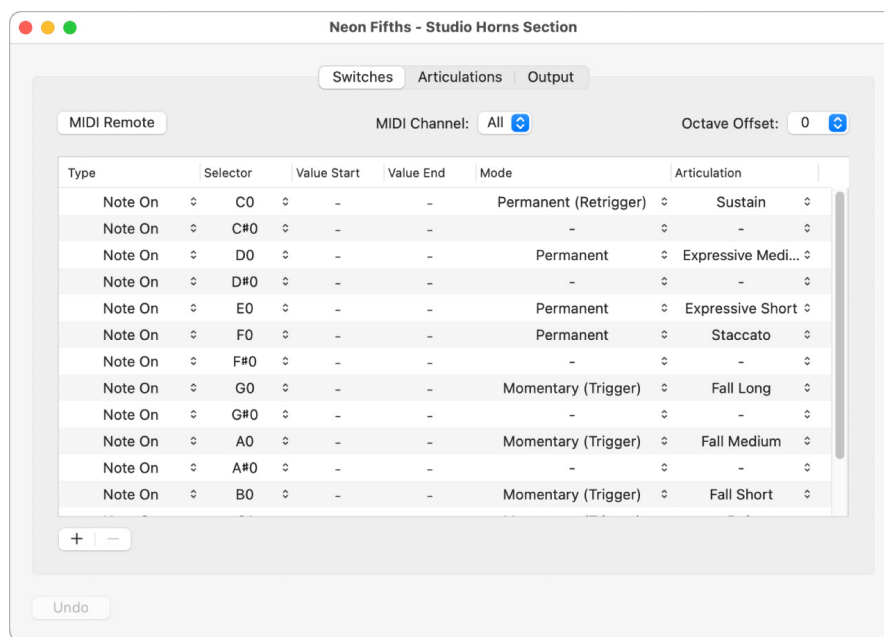 Neon Fifths - Studio Horns Section
Switches Articulations Output
MIDI Remote MIDI Channel: All Octave Offset: 0
Type Selector Value Start Value End Mode Articulation
Note On C0 - - Permanent (Retrigger) Sustain
Note On C#0 - - - -
Note On D0 - - Permanent Expressive Medi...
Note On D#0 - - - -
Note On E0 - - Permanent Expressive Short
Note On F0 - - Permanent Staccato
Note On F#0 - - - -
Note On G0 - - Momentary (Trigger) Fall Long
Note On G#0 - - - -
Note On A0 - - Momentary (Trigger) Fall Medium
Note On A#0 - - - -
Note On B0 - - Momentary (Trigger) Fall Short
+ −
Undo